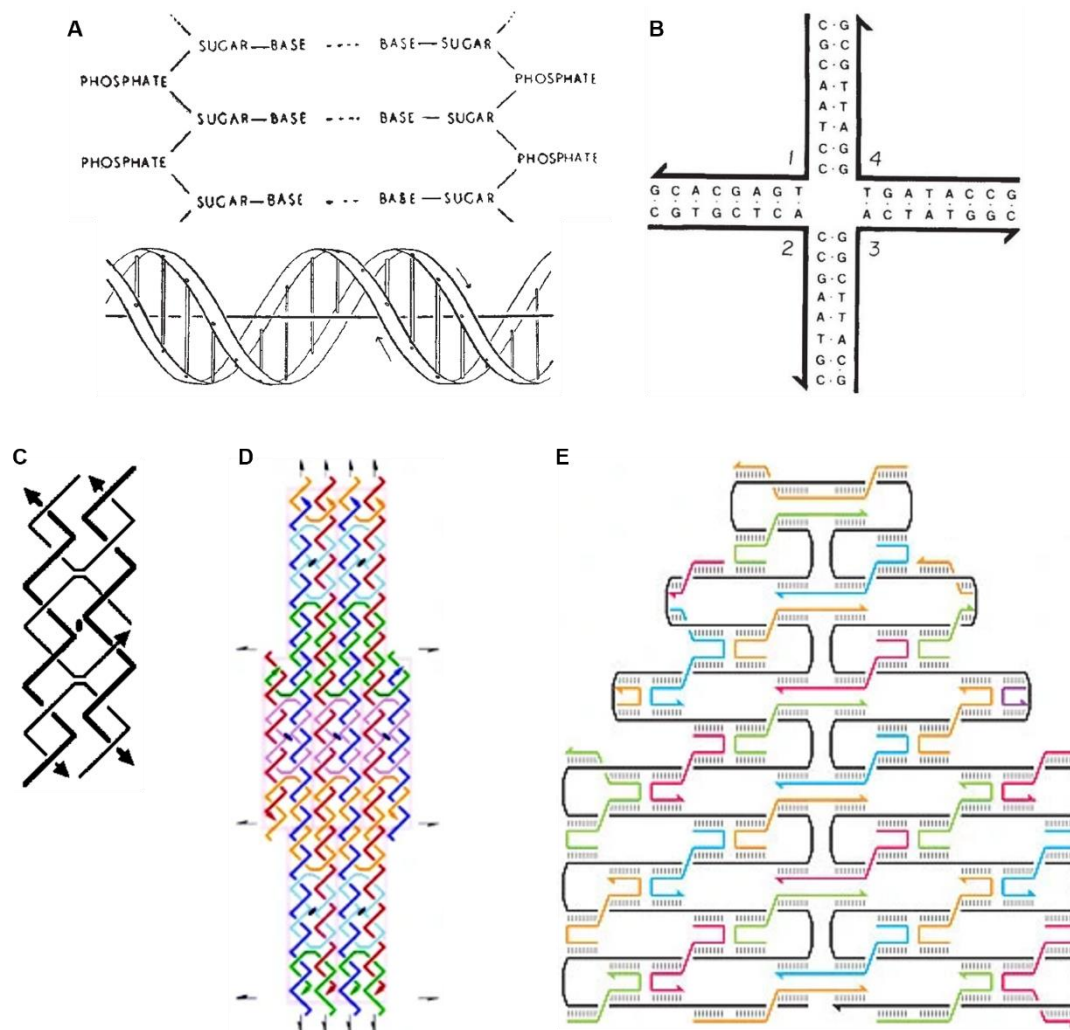 A
SUGAR—BASE ---- BASE—SUGAR
PHOSPHATE PHOSPHATE
SUGAR—BASE ---- BASE—SUGAR
PHOSPHATE PHOSPHATE
SUGAR—BASE ---- BASE—SUGAR
B
C·G
G·C
C·G
A·T
A·T
T·A
C·G
C·G
1 4
G C A C G A G T T G A T A C C G
C G T G C T C A A C T A T G G C
2 3
C·G
C·G
G·C
A·T
A·T
T·A
G·C
C·G
C
D
E